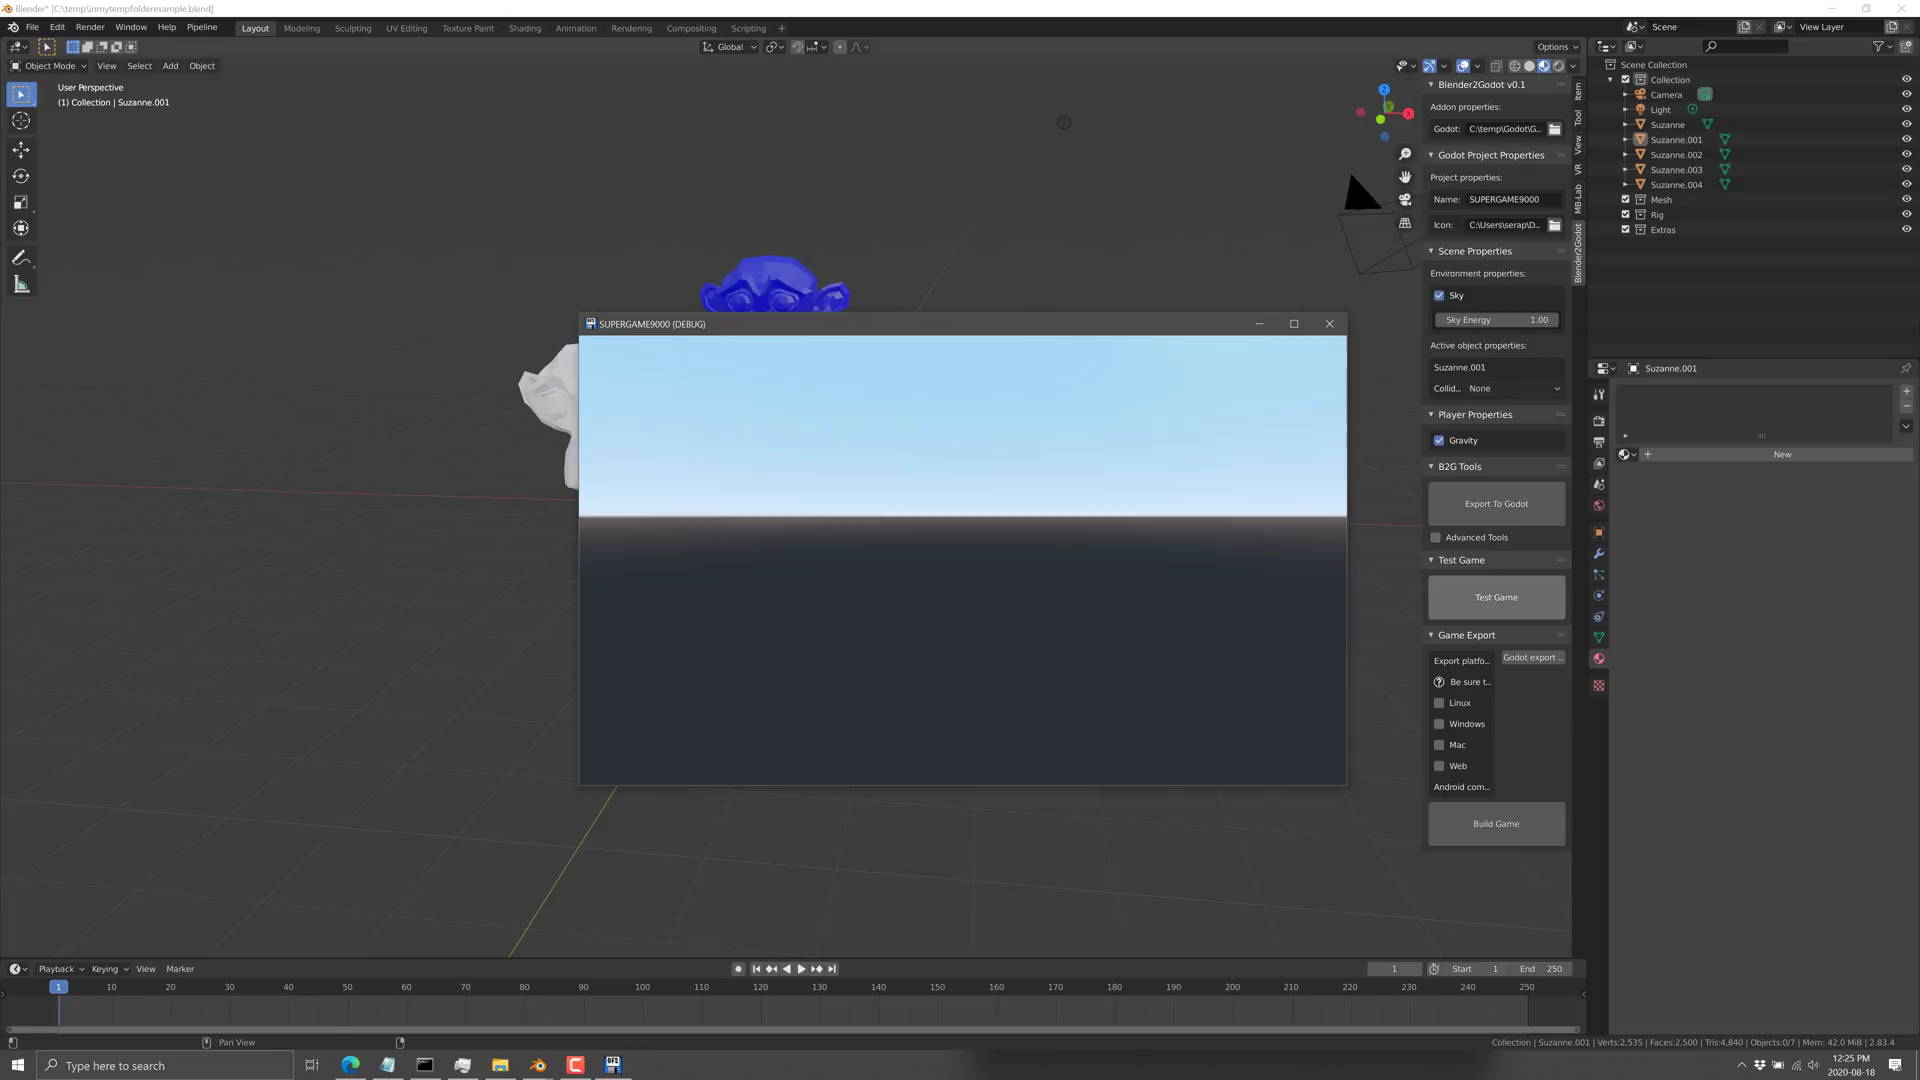 Blender* [C:\temp\inmytempfolderexample.blend]
File Edit Render Window Help Pipeline
Layout Modeling Sculpting UV Editing Texture Paint Shading Animation Rendering Compositing Scripting +
Scene
View Layer
Global
Options
Object Mode View Select Add Object
User Perspective
(1) Collection | Suzanne.001
Z
Y
X
Blender2Godot v0.1
Addon properties:
Godot: C:\temp\Godot\G...
Godot Project Properties
Project properties:
Name: SUPERGAME9000
Icon: C:\Users\serap\D...
Scene Properties
Environment properties:
Sky
Sky Energy 1.00
Active object properties:
Suzanne.001
Collid... None
Player Properties
Gravity
B2G Tools
Export To Godot
Advanced Tools
Test Game
Test Game
Game Export
Export platfo... Godot export ...
Be sure t...
Linux
Windows
Mac
Web
Android com...
Build Game
Item
Tool
View
VR
MB-Lab
Blender2Godot
Scene Collection
Collection
Camera
Light
Suzanne
Suzanne.001
Suzanne.002
Suzanne.003
Suzanne.004
Mesh
Rig
Extras
Suzanne.001
New
SUPERGAME9000 (DEBUG)
Playback Keying View Marker
1 Start 1 End 250
1 10 20 30 40 50 60 70 80 90 100 110 120 130 140 150 160 170 180 190 200 210 220 230 240 250
Pan View
Collection | Suzanne.001 | Verts:2,535 | Faces:2,500 | Tris:4,840 | Objects:0/7 | Mem: 42.0 MiB | 2.83.4
Type here to search
12:25 PM
2020-08-18